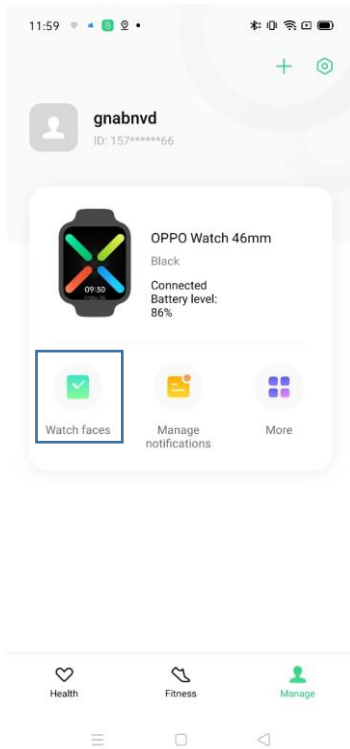 11:59
gnabnvd
ID: 157******66
OPPO Watch 46mm
Black
Connected
Battery level:
86%
09:30
Watch faces
Manage
notifications
More
Health
Fitness
Manage